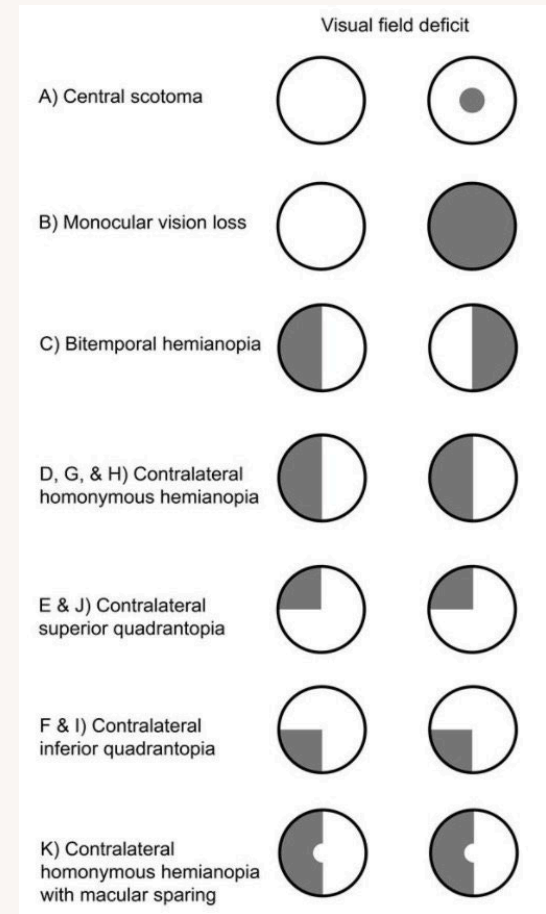 Visual field deficit
A) Central scotoma
B) Monocular vision loss
C) Bitemporal hemianopia
D, G, & H) Contralateral
homonymous hemianopia
E & J) Contralateral
superior quadrantopia
F & I) Contralateral
inferior quadrantopia
K) Contralateral
homonymous hemianopia
with macular sparing